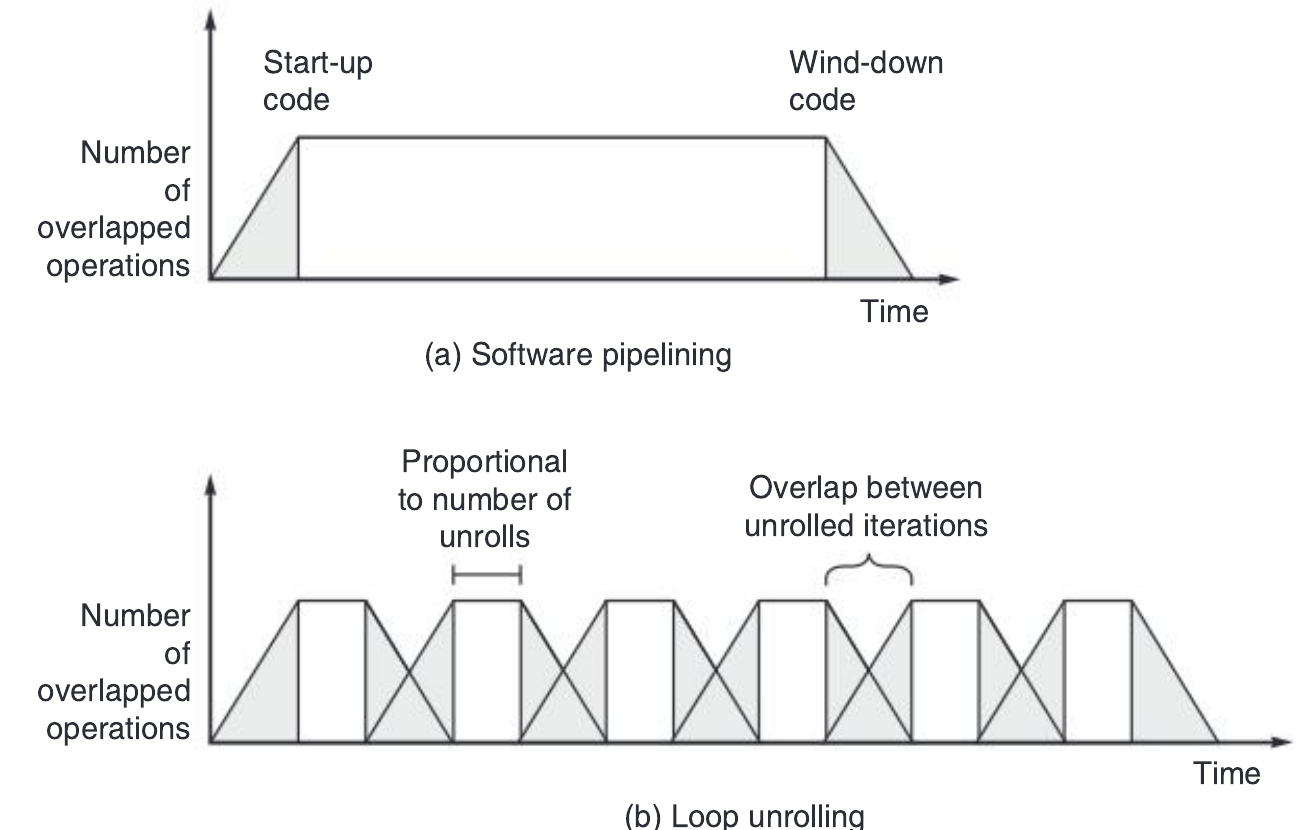 Start-up
code
Wind-down
code
Number
of
overlapped
operations
Time
(a) Software pipelining
Proportional
to number of
unrolls
Overlap between
unrolled iterations
Number
of
overlapped
operations
Time
(b) Loop unrolling